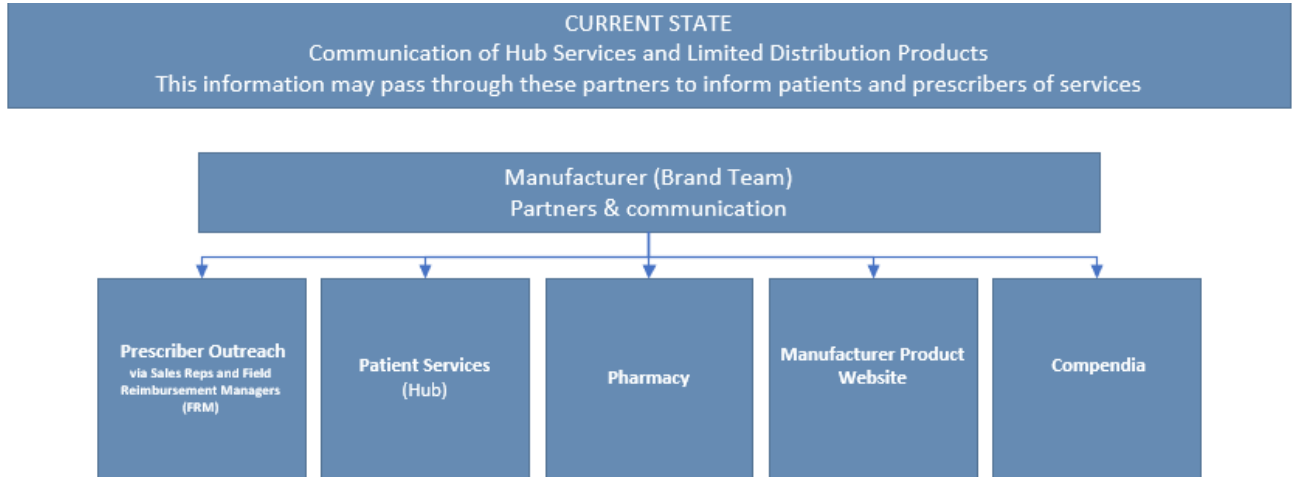 CURRENT STATE
Communication of Hub Services and Limited Distribution Products
This information may pass through these partners to inform patients and prescribers of services
Manufacturer (Brand Team)
Partners & communication
Prescriber Outreach
via Sales Reps and Field
Reimbursement Managers
(FRM)
Patient Services
(Hub)
Pharmacy
Manufacturer Product
Website
Compendia